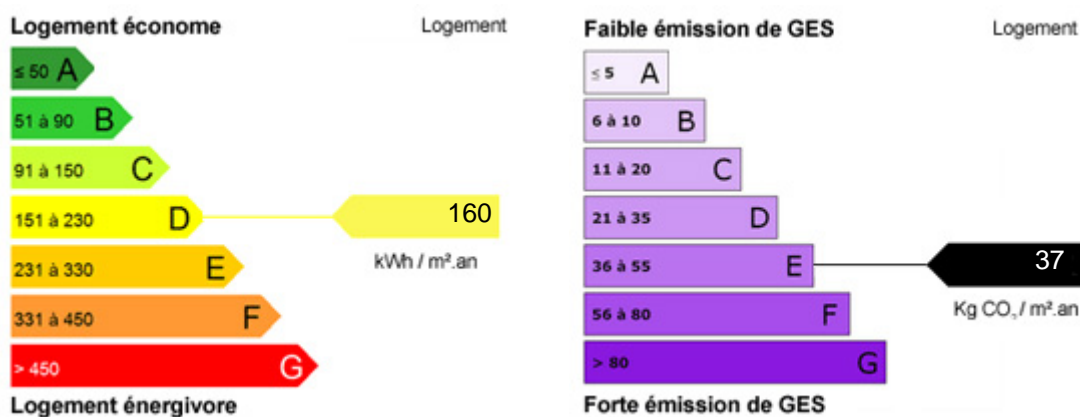 Logement économe Logement
≤ 50 A
51 à 90 B
91 à 150 C
151 à 230 D 160
kWh / m².an
231 à 330 E
331 à 450 F
> 450 G
Logement énergivore
Faible émission de GES Logement
≤ 5 A
6 à 10 B
11 à 20 C
21 à 35 D
36 à 55 E 37
Kg CO₂ / m².an
56 à 80 F
> 80 G
Forte émission de GES